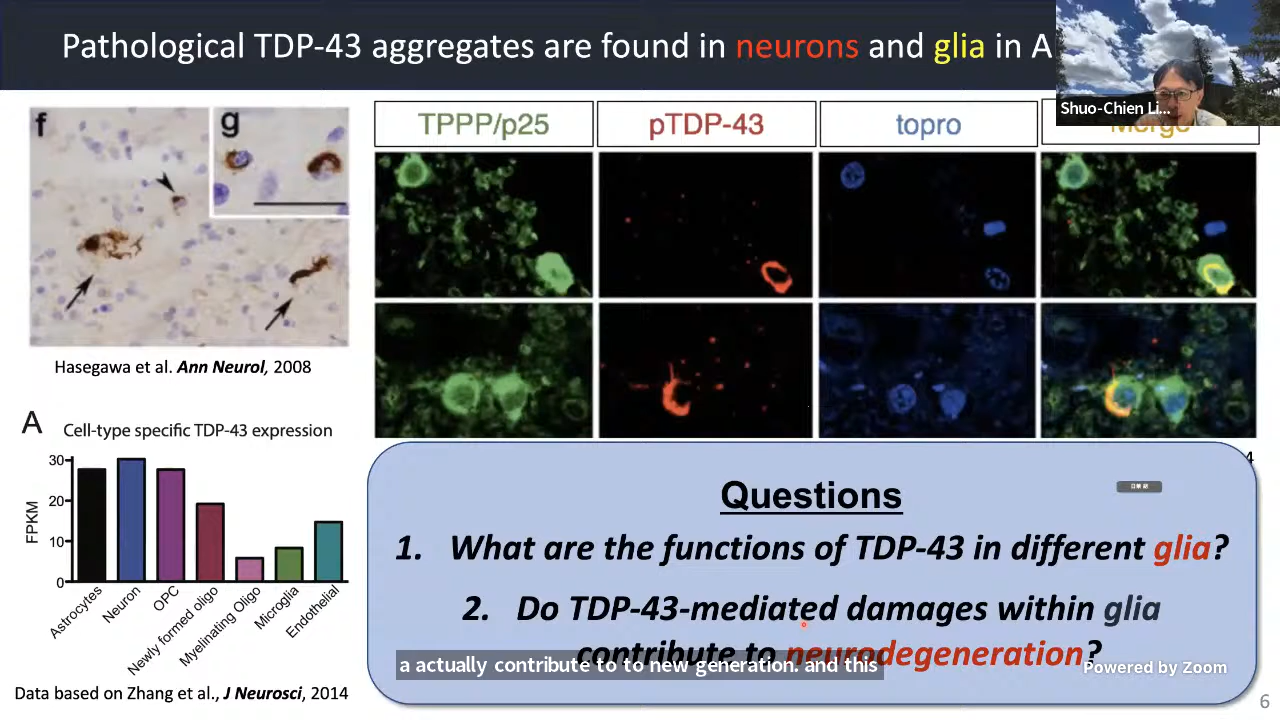 Pathological TDP-43 aggregates are found in neurons and glia in A
Shuo-Chien Li...
f
g
TPPP/p25
pTDP-43
topro
Merge
Hasegawa et al. Ann Neurol, 2008
A
Cell-type specific TDP-43 expression
FPKM
30
20
10
0
Astrocytes
Neuron
OPC
Newly formed oligo
Myelinating Oligo
Microglia
Endothelial
Data based on Zhang et al., J Neurosci, 2014
4
Questions
1. What are the functions of TDP-43 in different glia?
2. Do TDP-43-mediated damages within glia
contribute to neurodegeneration?
a actually contribute to to new generation. and this
Powered by Zoom
6